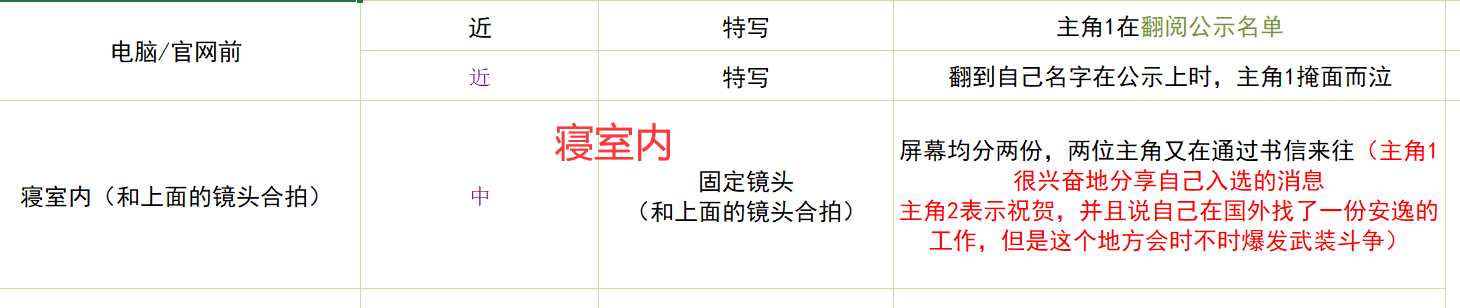 电脑/官网前
近
特写
主角1在翻阅公示名单
近
特写
翻到自己名字在公示上时，主角1掩面而泣
寝室内
寝室内（和上面的镜头合拍）
中
固定镜头
（和上面的镜头合拍）
屏幕均分两份，两位主角又在通过书信来往（主角1
很兴奋地分享自己入选的消息
主角2表示祝贺，并且说自己在国外找了一份安逸的
工作，但是这个地方会时不时爆发武装斗争）